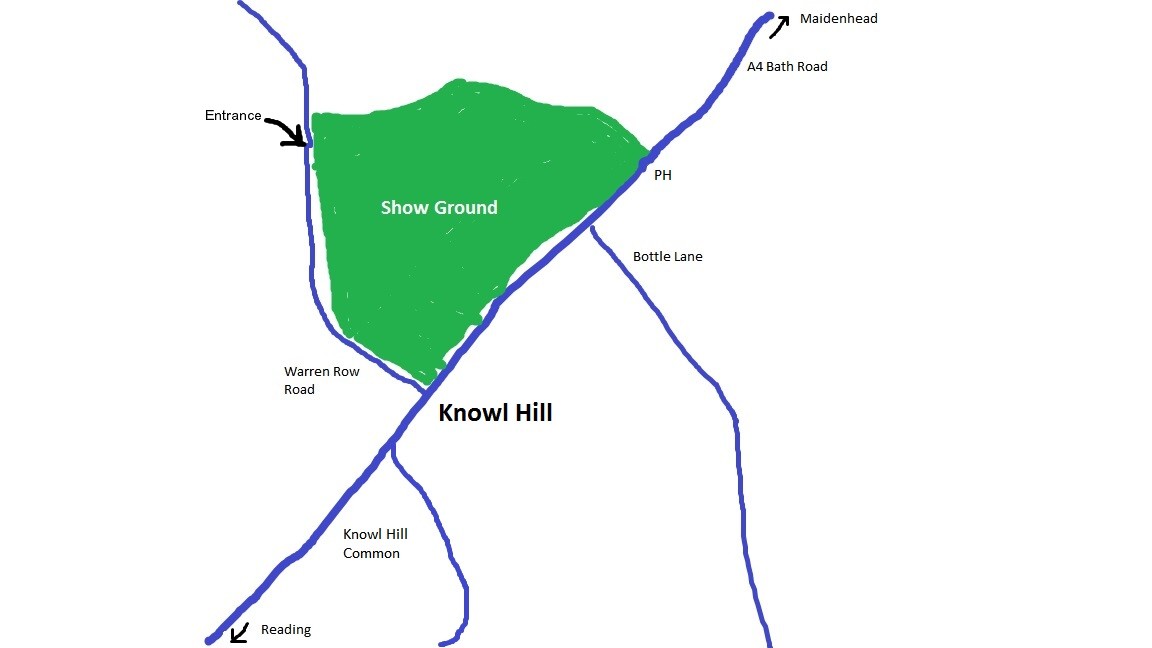 Maidenhead
A4 Bath Road
Entrance
PH
Show Ground
Bottle Lane
Warren Row
Road
Knowl Hill
Knowl Hill
Common
Reading